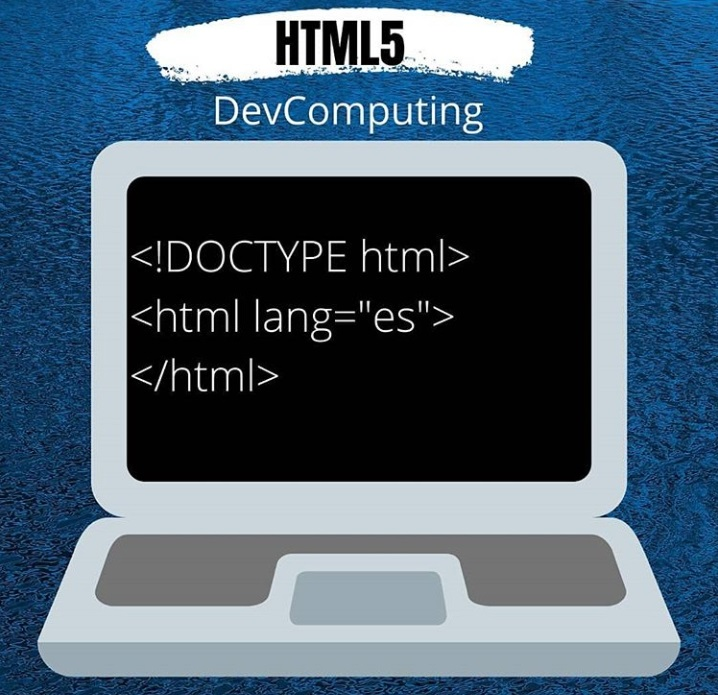 HTML5
DevComputing
<!DOCTYPE html>
<html lang="es">
</html>